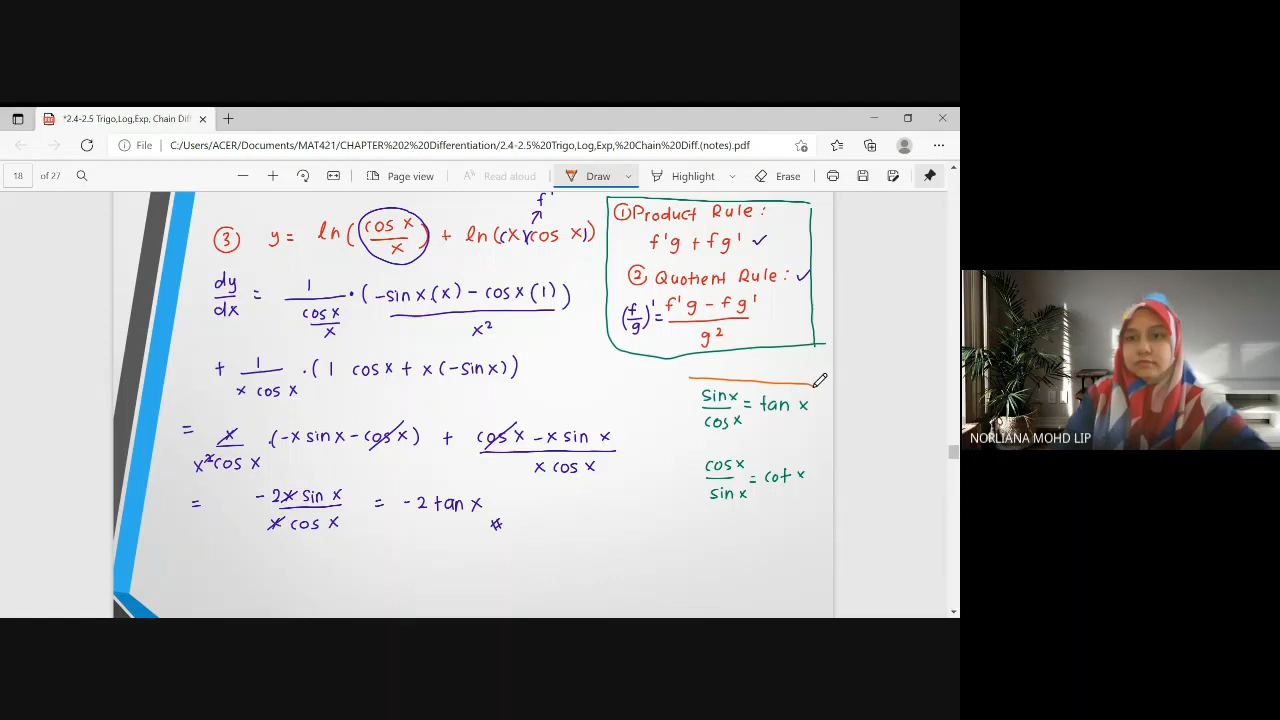 *2.4-2.5 Trigo,Log,Exp, Chain Diff
File C:/Users/ACER/Documents/MAT421/CHAPTER%202%20Differentiation/2.4-2.5%20Trigo,Log,Exp,%20Chain%20Diff.(notes).pdf
18 of 27 Page view Read aloud Draw Highlight Erase
f'
③ y = ln(cos x / x) + ln((x)(cos x))
dy/dx = 1/(cos x / x) · (-sin x (x) - cos x (1)) / x²
+ 1/(x cos x) · (1 cos x + x(-sin x))
= x/(x² cos x) · (-x sin x - cos x) + (cos x - x sin x)/(x cos x)
= -2x sin x / x cos x = -2 tan x
① Product Rule :
f'g + fg' ✓
② Quotient Rule : ✓
(f/g)' = (f'g - fg') / g²
sin x / cos x = tan x
cos x / sin x = cot x
NORLIANA MOHD LIP